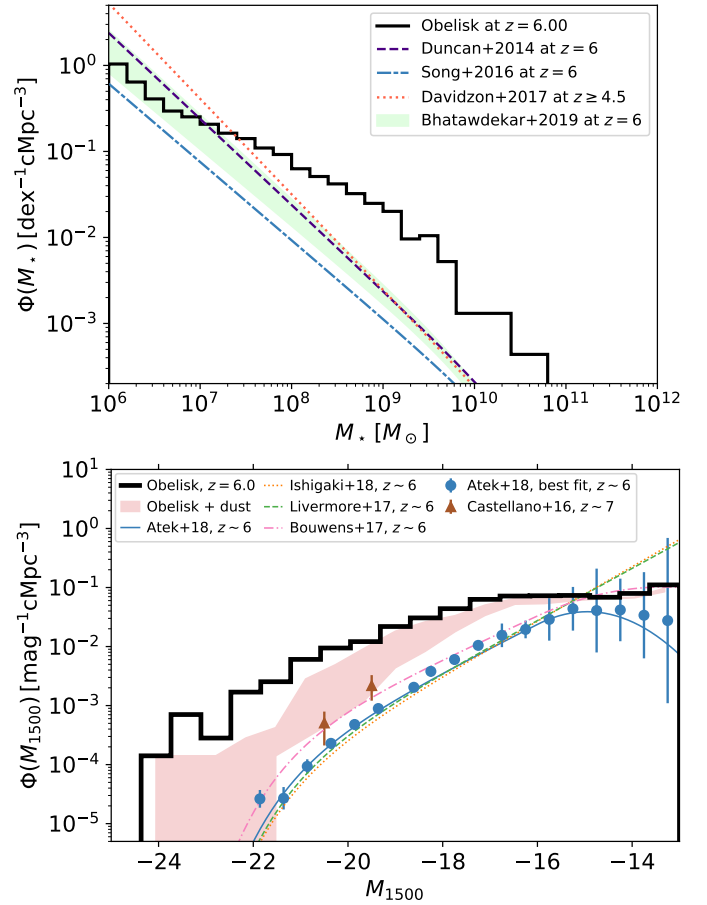 Obelisk at z = 6.00
Duncan+2014 at z = 6
Song+2016 at z = 6
Davidzon+2017 at z ≥ 4.5
Bhatawdekar+2019 at z = 6
Φ(M⋆) [dex⁻¹cMpc⁻³]
10⁰
10⁻¹
10⁻²
10⁻³
10⁶ 10⁷ 10⁸ 10⁹ 10¹⁰ 10¹¹ 10¹²
M⋆ [M⊙]
Obelisk, z = 6.0
Obelisk + dust
Atek+18, z ~ 6
Ishigaki+18, z ~ 6
Livermore+17, z ~ 6
Bouwens+17, z ~ 6
Atek+18, best fit, z ~ 6
Castellano+16, z ~ 7
Φ(M₁₅₀₀) [mag⁻¹cMpc⁻³]
10¹
10⁰
10⁻¹
10⁻²
10⁻³
10⁻⁴
10⁻⁵
−24 −22 −20 −18 −16 −14
M₁₅₀₀